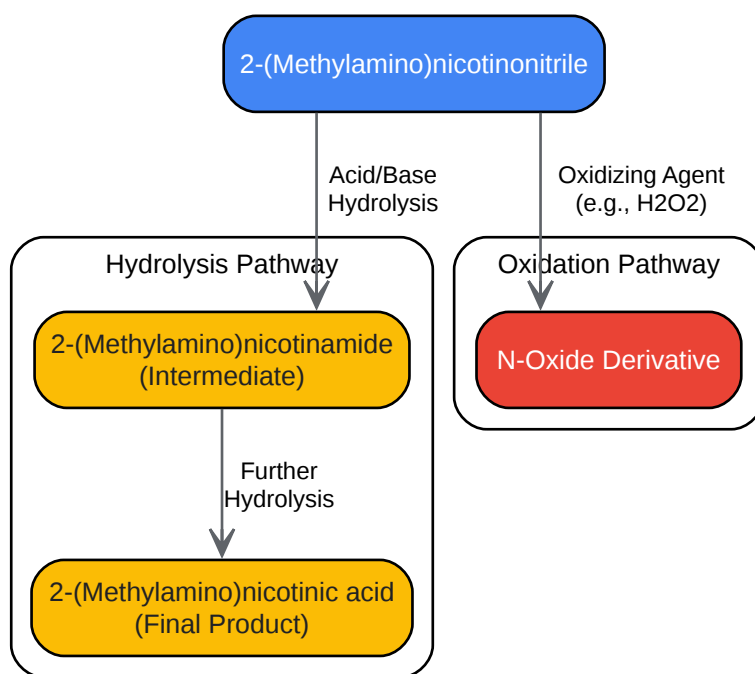 2-(Methylamino)nicotinonitrile
Acid/Base
Hydrolysis
Oxidizing Agent
(e.g., H2O2)
Hydrolysis Pathway
Oxidation Pathway
2-(Methylamino)nicotinamide
(Intermediate)
N-Oxide Derivative
Further
Hydrolysis
2-(Methylamino)nicotinic acid
(Final Product)